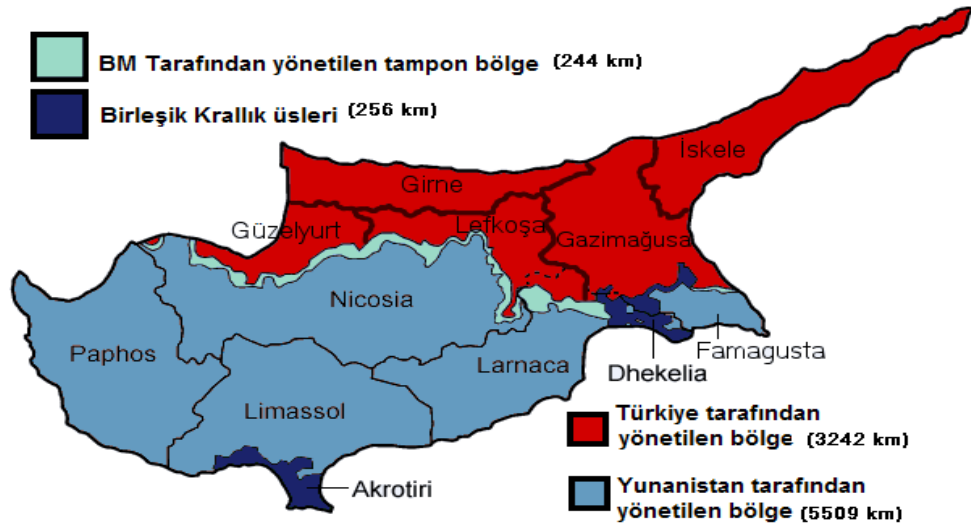 BM Tarafından yönetilen tampon bölge (244 km)
Birleşik Krallık üsleri (256 km)
İskele
Girne
Güzelyurt
Lefkoşa
Gazimağusa
Nicosia
Paphos
Larnaca
Famagusta
Dhekelia
Limassol
Akrotiri
Türkiye tarafından
yönetilen bölge (3242 km)
Yunanistan tarafından
yönetilen bölge (5509 km)